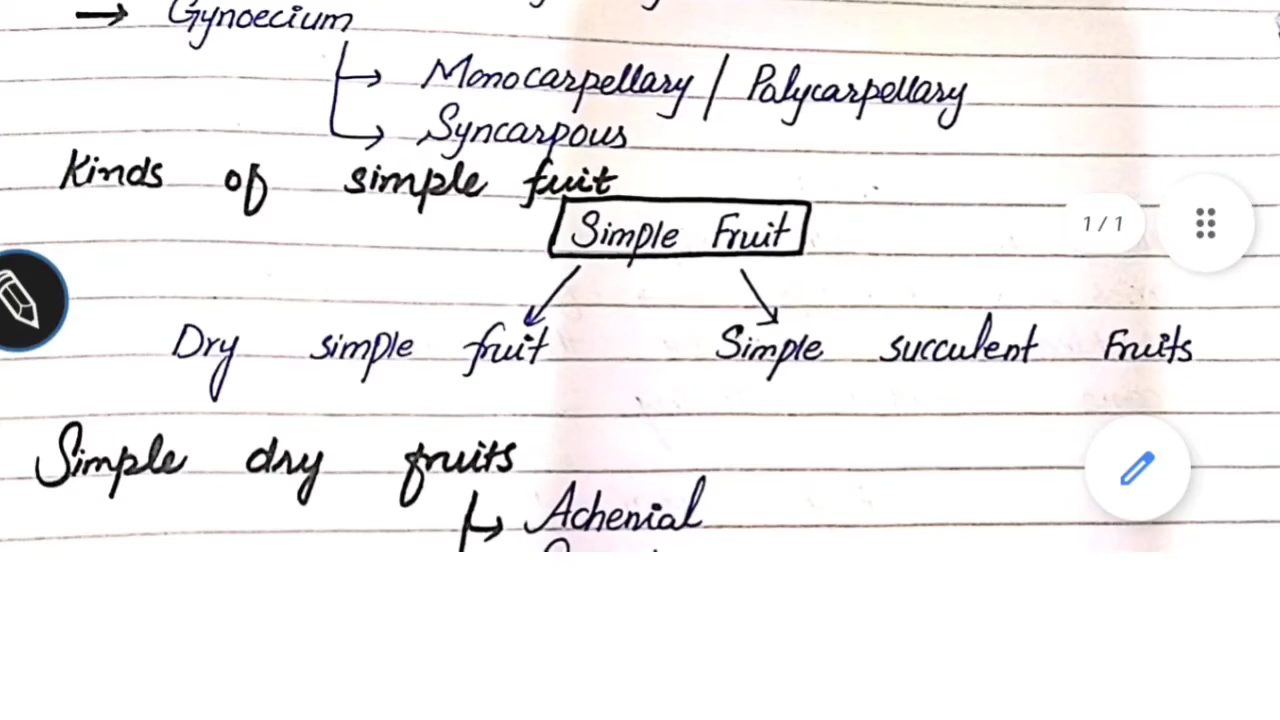 → Gynoecium
→ Monocarpellary / Polycarpellary
→ Syncarpous
Kinds of simple fuit
Simple Fruit
1 / 1
Dry simple fruit Simple succulent Fruits
Simple dry fruits
→ Achenial